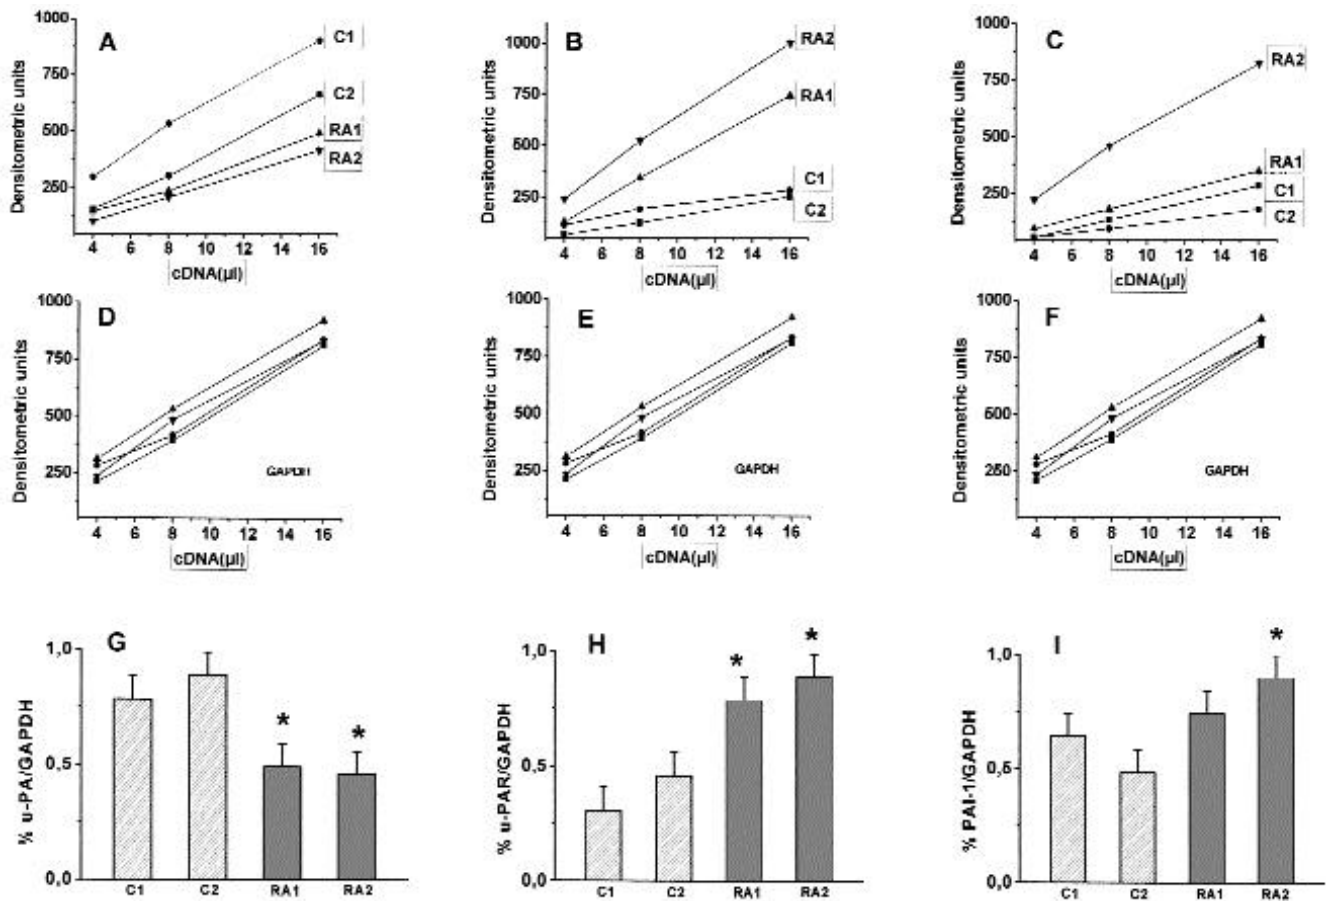 A
Densitometric units
1000
750
500
250
C1
C2
RA1
RA2
4 6 8 10 12 14 16
cDNA(µl)
B
Densitometric units
1000
750
500
250
RA2
RA1
C1
C2
4 6 8 10 12 14 16
cDNA(µl)
C
Densitometric units
1000
750
500
250
RA2
RA1
C1
C2
4 6 8 10 12 14 16
cDNA(µl)
D
Densitometric units
1000
750
500
250
GAPDH
4 6 8 10 12 14 16
cDNA(µl)
E
Densitometric units
1000
750
500
250
GAPDH
4 6 8 10 12 14 16
cDNA(µl)
F
Densitometric units
1000
750
500
250
GAPDH
4 6 8 10 12 14 16
cDNA(µl)
G
% u-PA/GAPDH
1,0
0,5
0,0
* *
C1 C2 RA1 RA2
H
% u-PAR/GAPDH
1,0
0,5
0,0
* *
C1 C2 RA1 RA2
I
% PAI-1/GAPDH
1,0
0,5
0,0
*
C1 C2 RA1 RA2